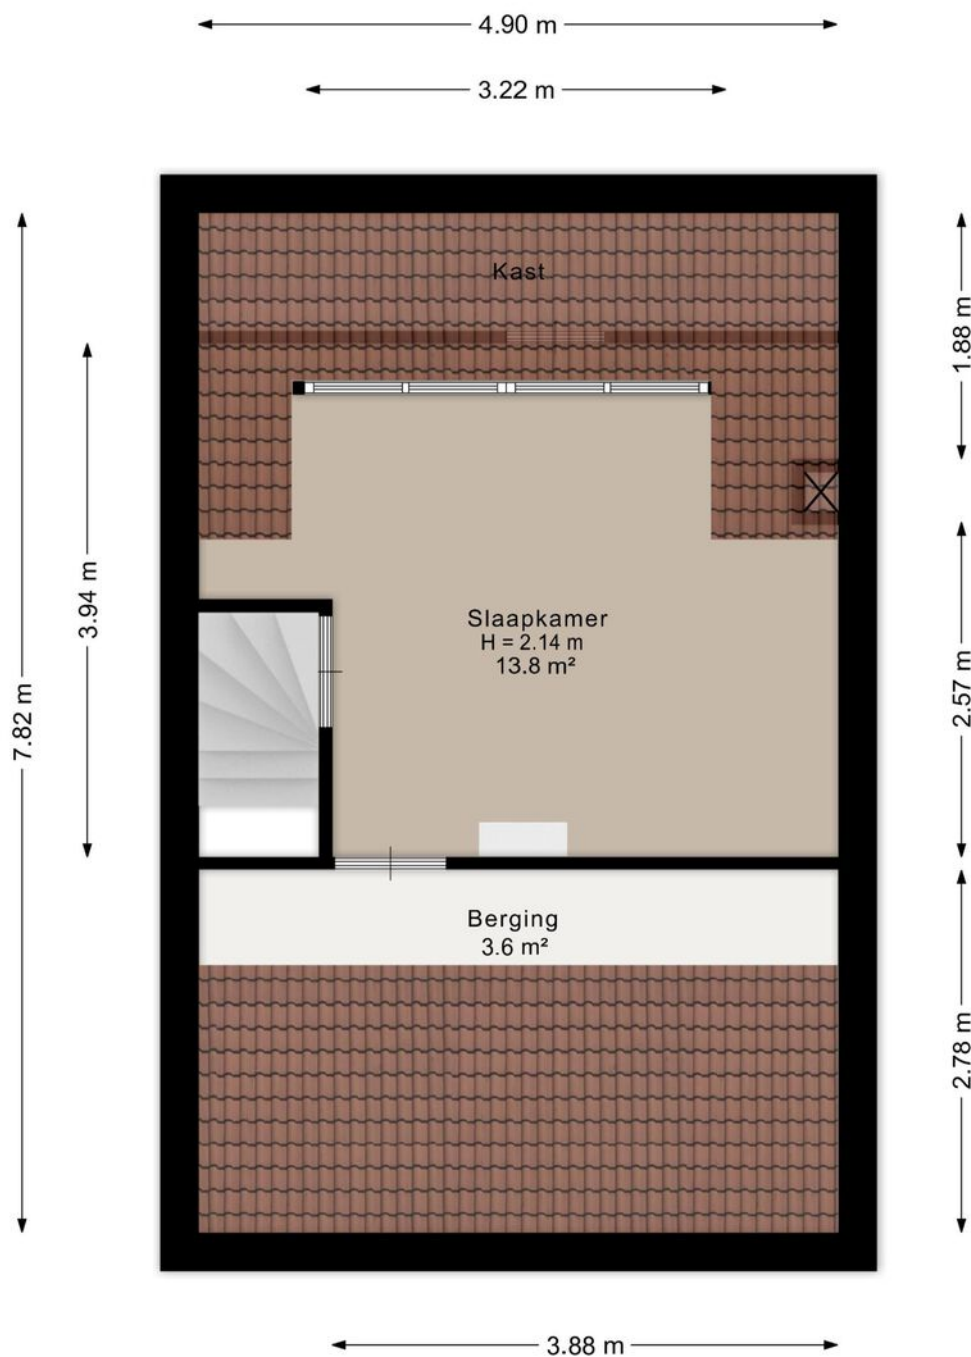 4.90 m
3.22 m
Kast
1.88 m
3.94 m
Slaapkamer
H = 2.14 m
13.8 m²
7.82 m
2.57 m
Berging
3.6 m²
2.78 m
3.88 m